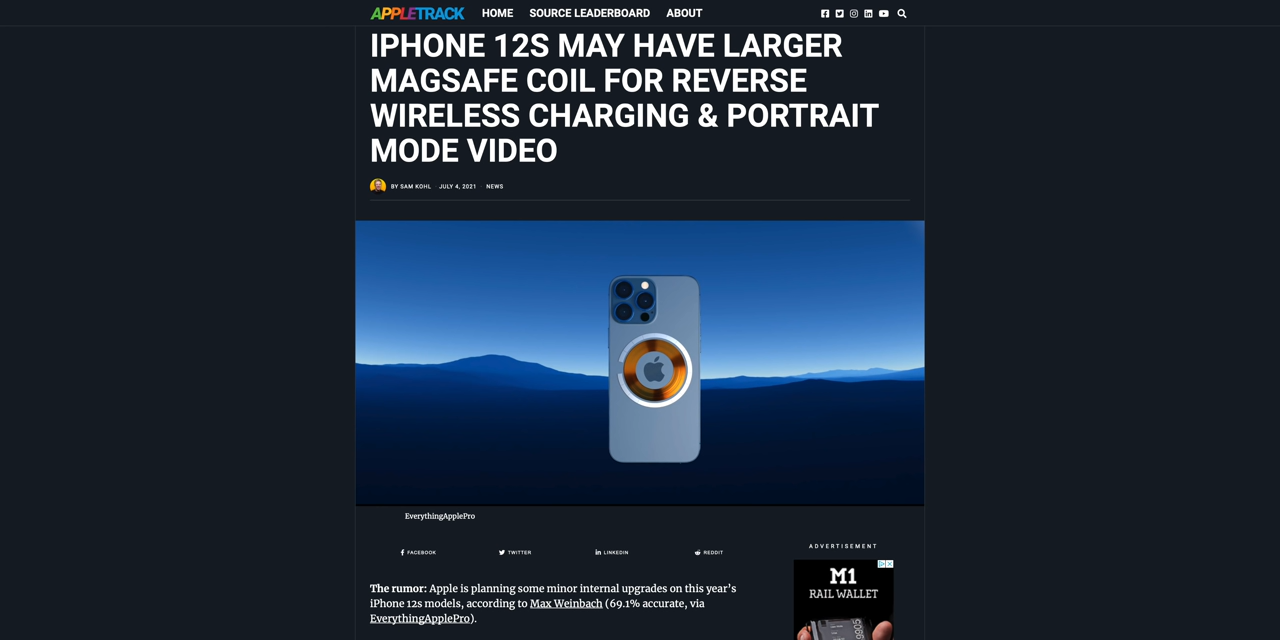 APPLETRACK HOME SOURCE LEADERBOARD ABOUT
IPHONE 12S MAY HAVE LARGER
MAGSAFE COIL FOR REVERSE
WIRELESS CHARGING & PORTRAIT
MODE VIDEO
BY SAM KOHL · JULY 4, 2021 · NEWS
EverythingApplePro
FACEBOOK TWITTER LINKEDIN REDDIT
The rumor: Apple is planning some minor internal upgrades on this year’s
iPhone 12s models, according to Max Weinbach (69.1% accurate, via
EverythingApplePro).
ADVERTISEMENT
M1
RAIL WALLET
9905